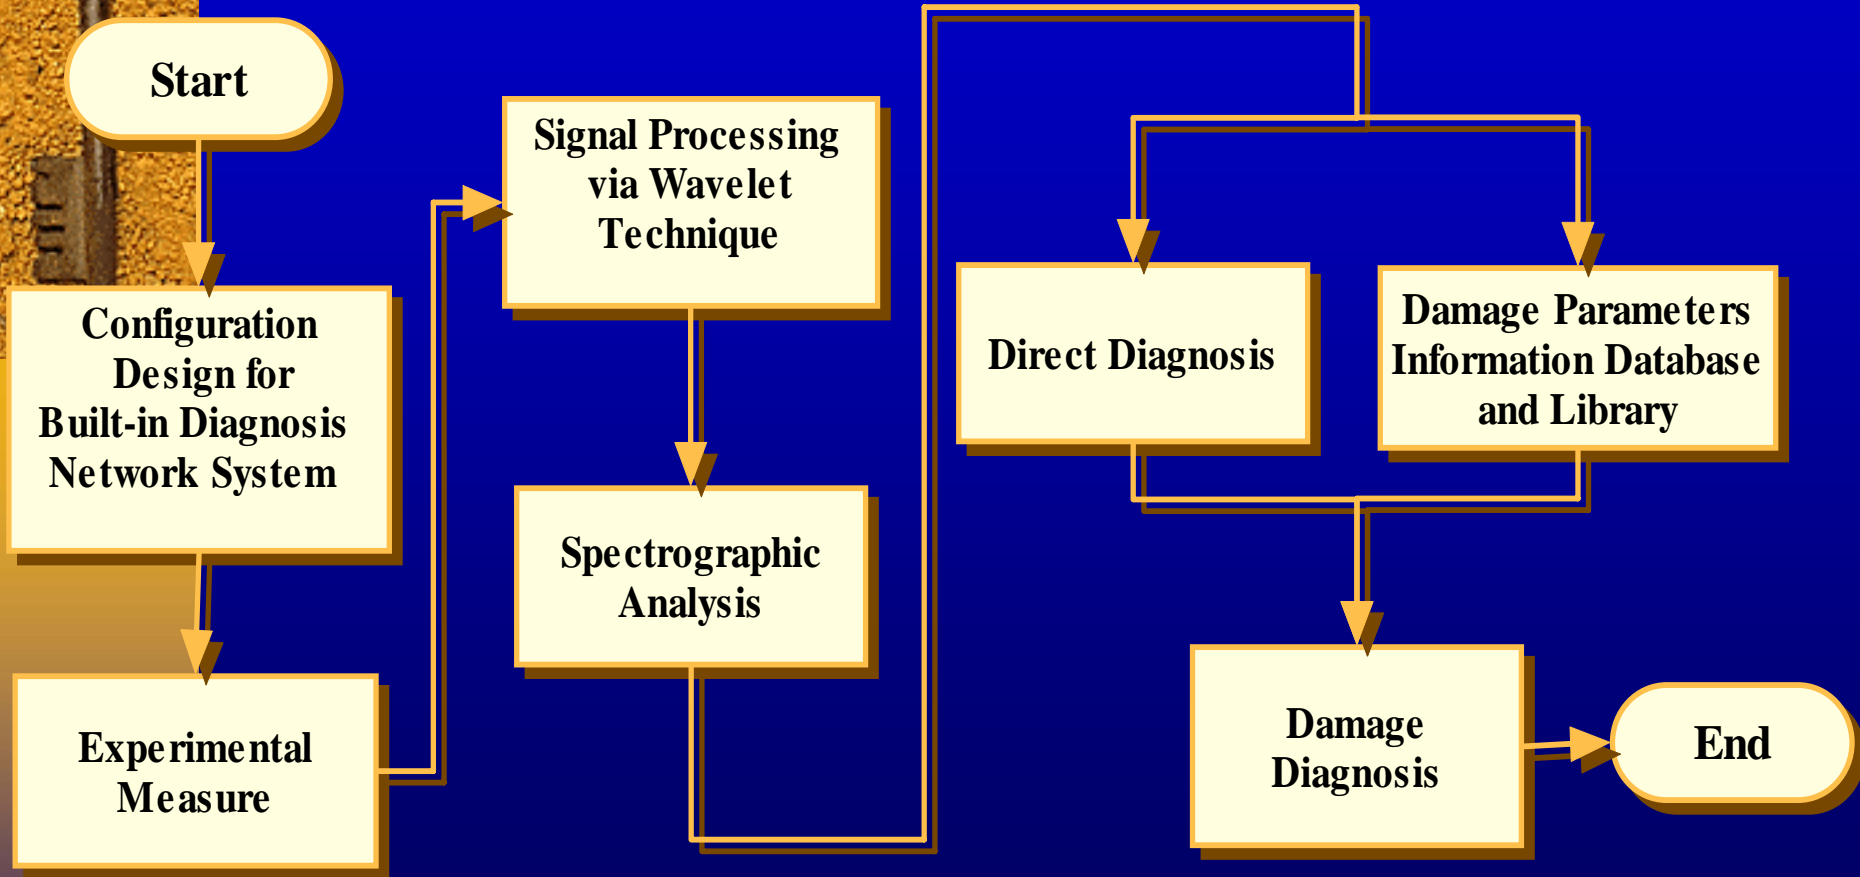 Start
Configuration
Design for
Built-in Diagnosis
Network System
Experimental
Measure
Signal Processing
via Wavelet
Technique
Spectrographic
Analysis
Direct Diagnosis
Damage Parameters
Information Database
and Library
Damage
Diagnosis
End